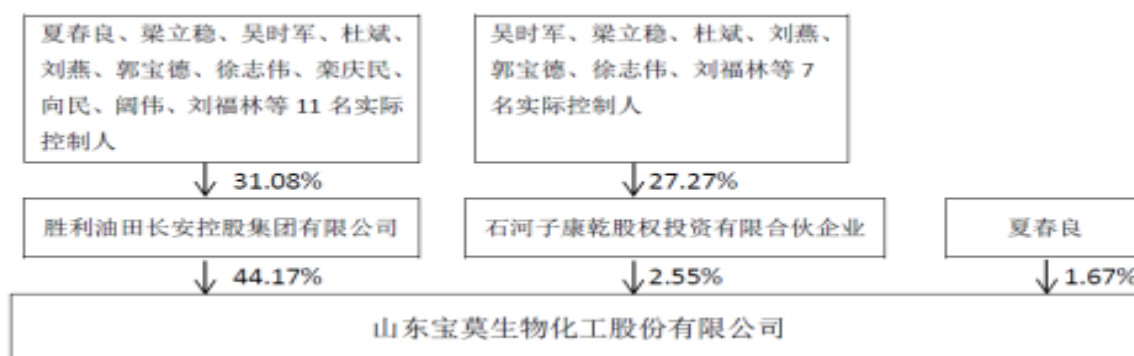 夏春良、梁立稳、吴时军、杜斌、
刘燕、郭宝德、徐志伟、栾庆民、
向民、阚伟、刘福林等 11 名实际
控制人
吴时军、梁立稳、杜斌、刘燕、
郭宝德、徐志伟、刘福林等 7
名实际控制人
31.08%
27.27%
胜利油田长安控股集团有限公司
石河子康乾股权投资有限合伙企业
夏春良
44.17%
2.55%
1.67%
山东宝莫生物化工股份有限公司